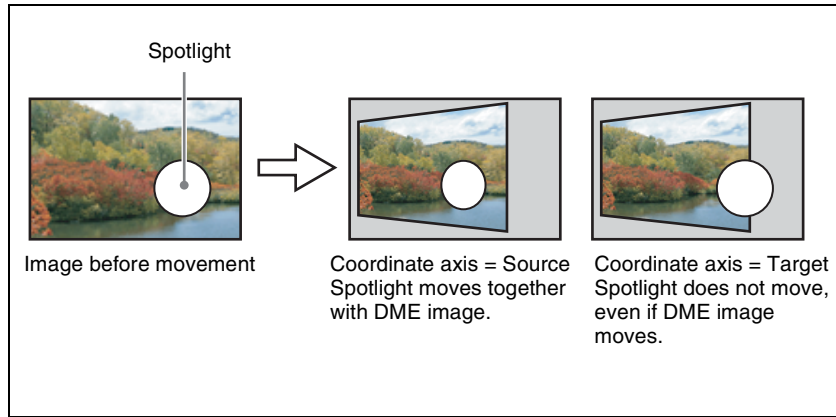 Spotlight
Image before movement
Coordinate axis = Source
Spotlight moves together
with DME image.
Coordinate axis = Target
Spotlight does not move,
even if DME image
moves.